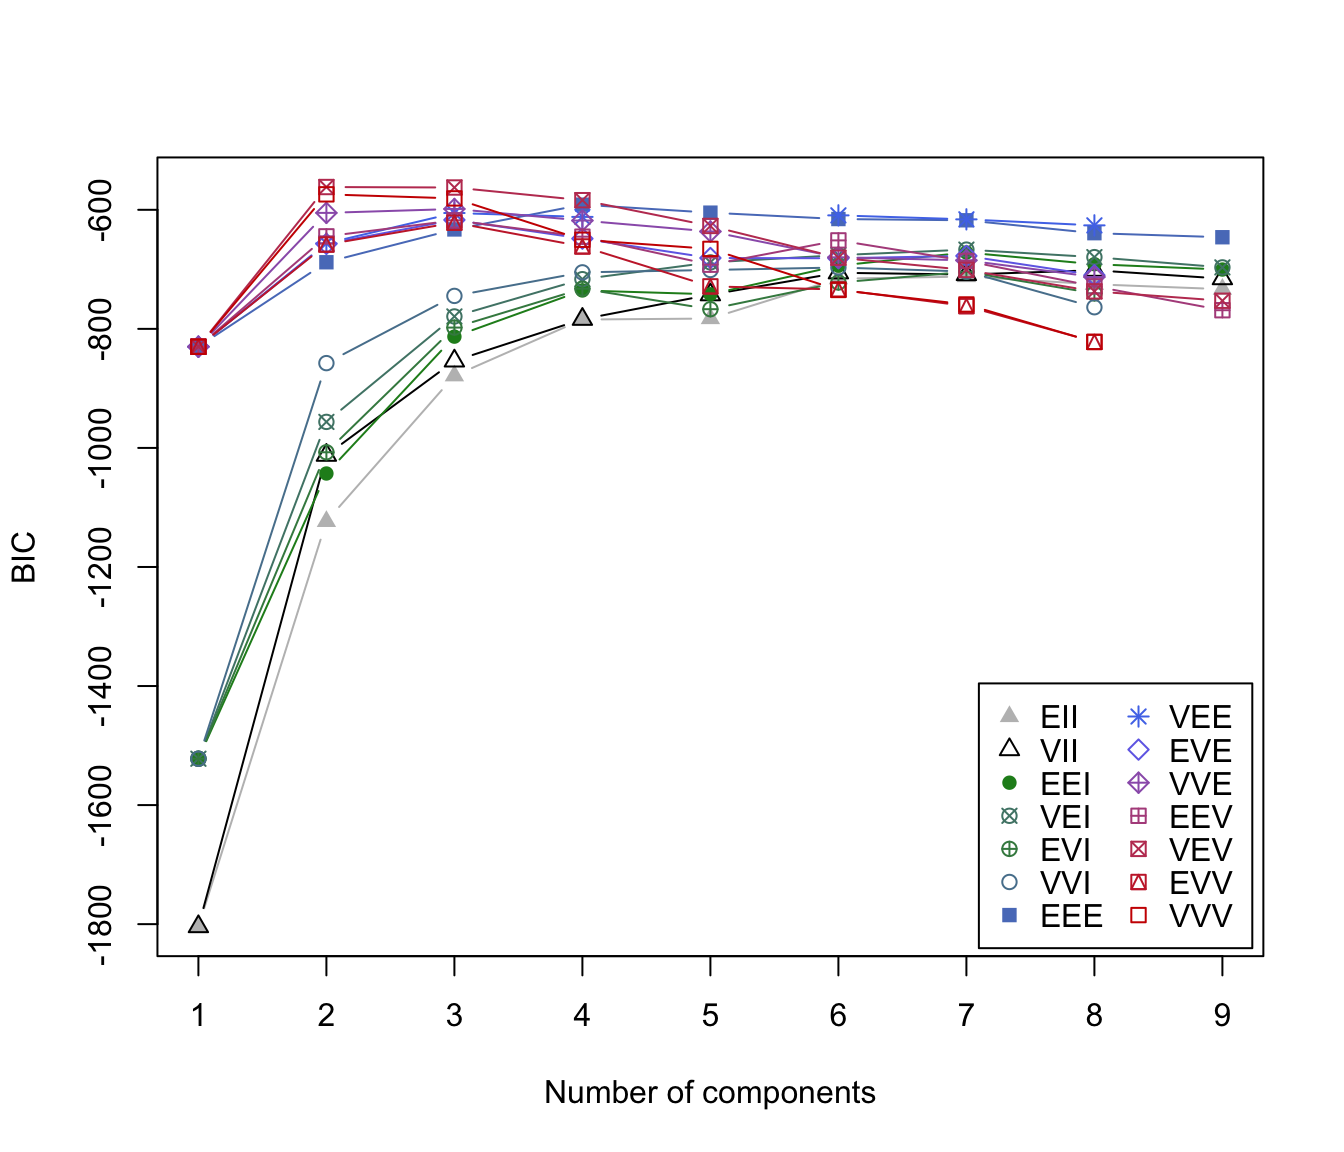 -600
-800
-1000
-1200
-1400
-1600
-1800
BIC
EII VEE
VII EVE
EEI VVE
VEI EEV
EVI VEV
VVI EVV
EEE VVV
1 2 3 4 5 6 7 8 9
Number of components